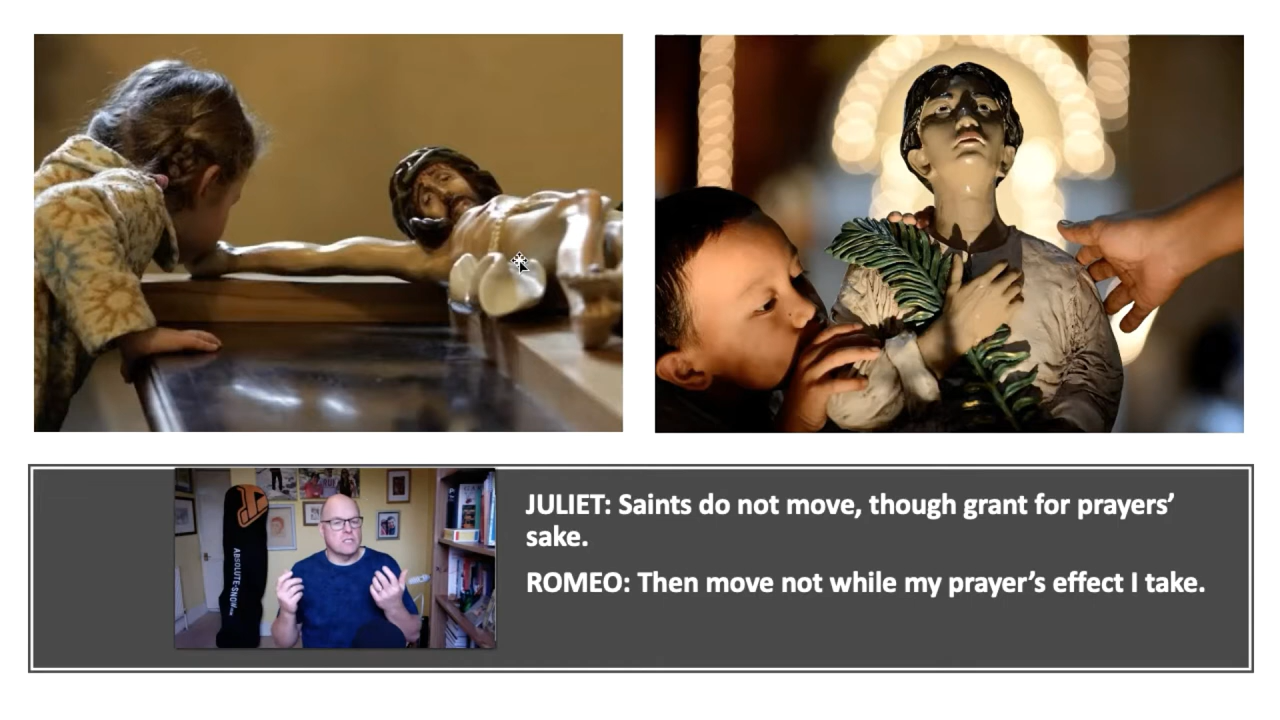 JULIET: Saints do not move, though grant for prayers’
sake.
ROMEO: Then move not while my prayer’s effect I take.
ABSOLUTE-SNOW